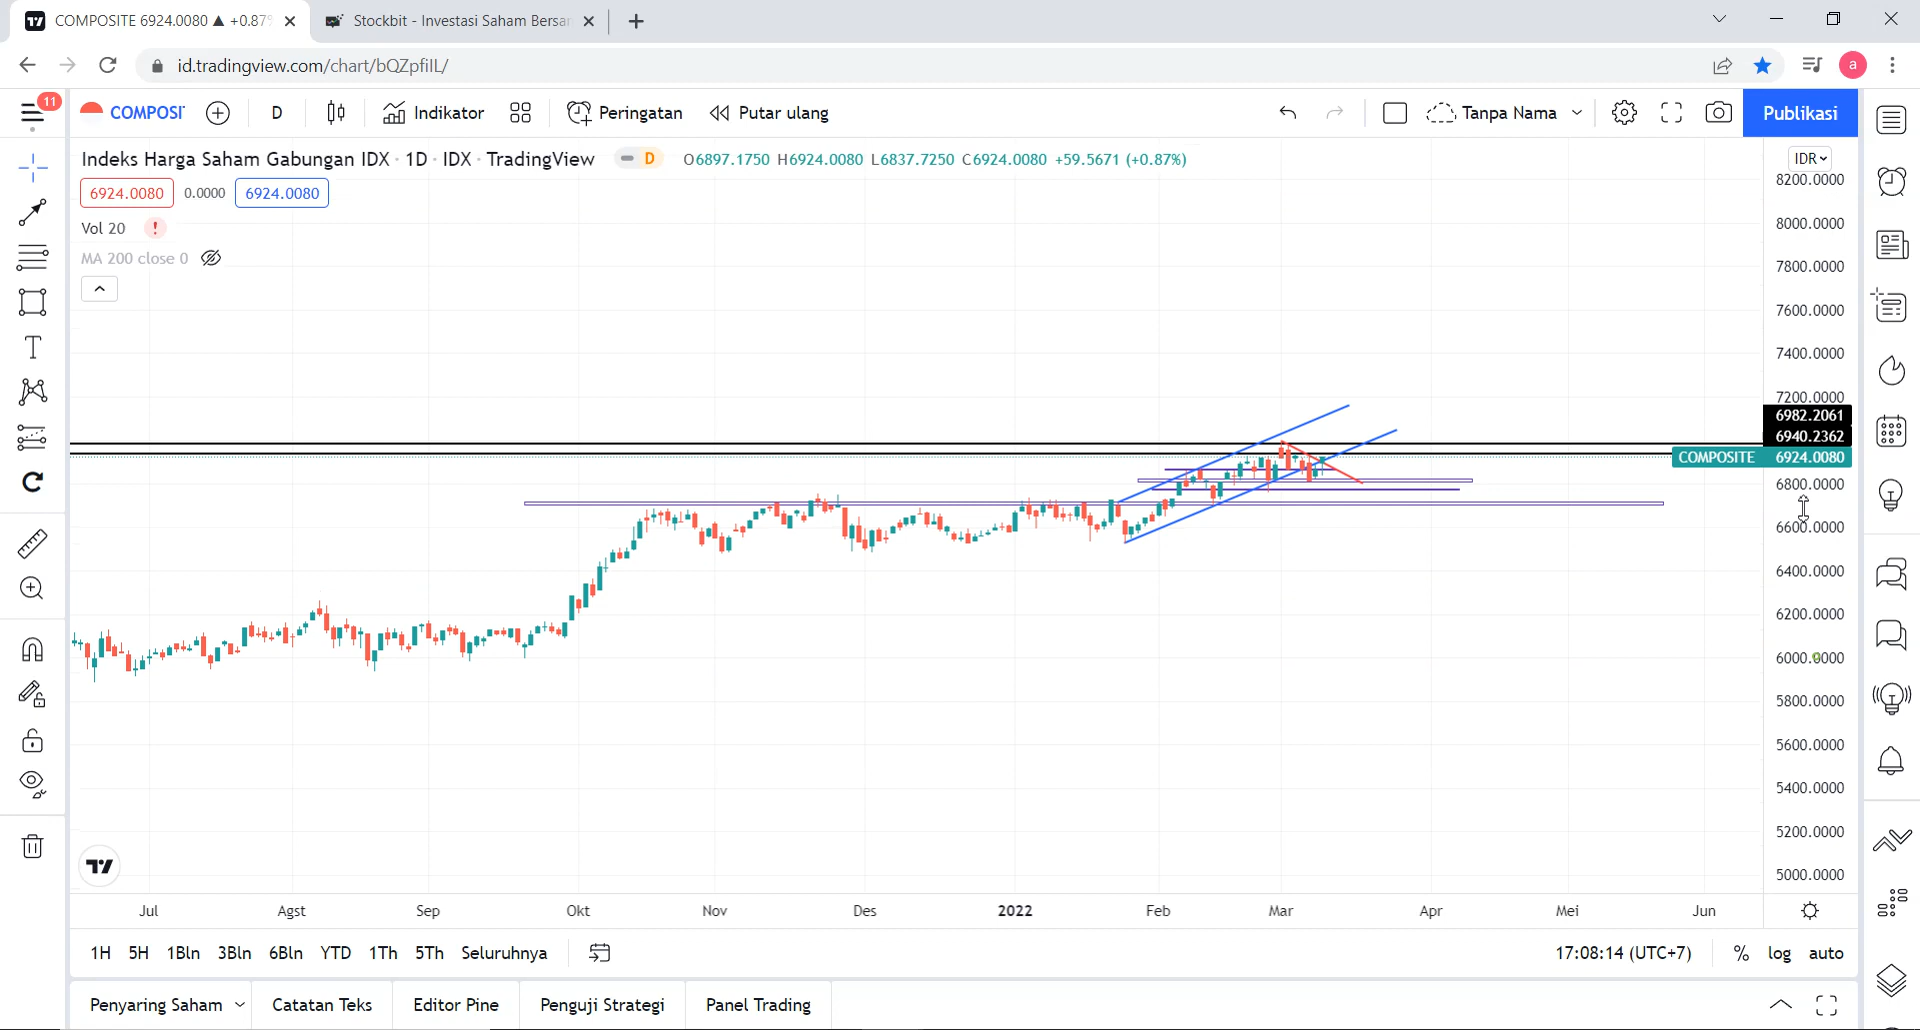 COMPOSITE 6924.0080 ▲ +0.87%
Stockbit - Investasi Saham Bersar
id.tradingview.com/chart/bQZpfiIL/
a
11
COMPOSI
D
Indikator
Peringatan
Putar ulang
Tanpa Nama
Publikasi
Indeks Harga Saham Gabungan IDX · 1D · IDX · TradingView
D
O6897.1750 H6924.0080 L6837.7250 C6924.0080 +59.5671 (+0.87%)
IDR
6924.0080 0.0000 6924.0080
Vol 20 !
MA 200 close 0
8200.0000
8000.0000
7800.0000
7600.0000
7400.0000
7200.0000
6982.2061
6940.2362
COMPOSITE 6924.0080
6800.0000
6600.0000
6400.0000
6200.0000
6000.0000
5800.0000
5600.0000
5400.0000
5200.0000
5000.0000
Jul Agst Sep Okt Nov Des 2022 Feb Mar Apr Mei Jun
1H 5H 1Bln 3Bln 6Bln YTD 1Th 5Th Seluruhnya
17:08:14 (UTC+7) % log auto
Penyaring Saham Catatan Teks Editor Pine Penguji Strategi Panel Trading